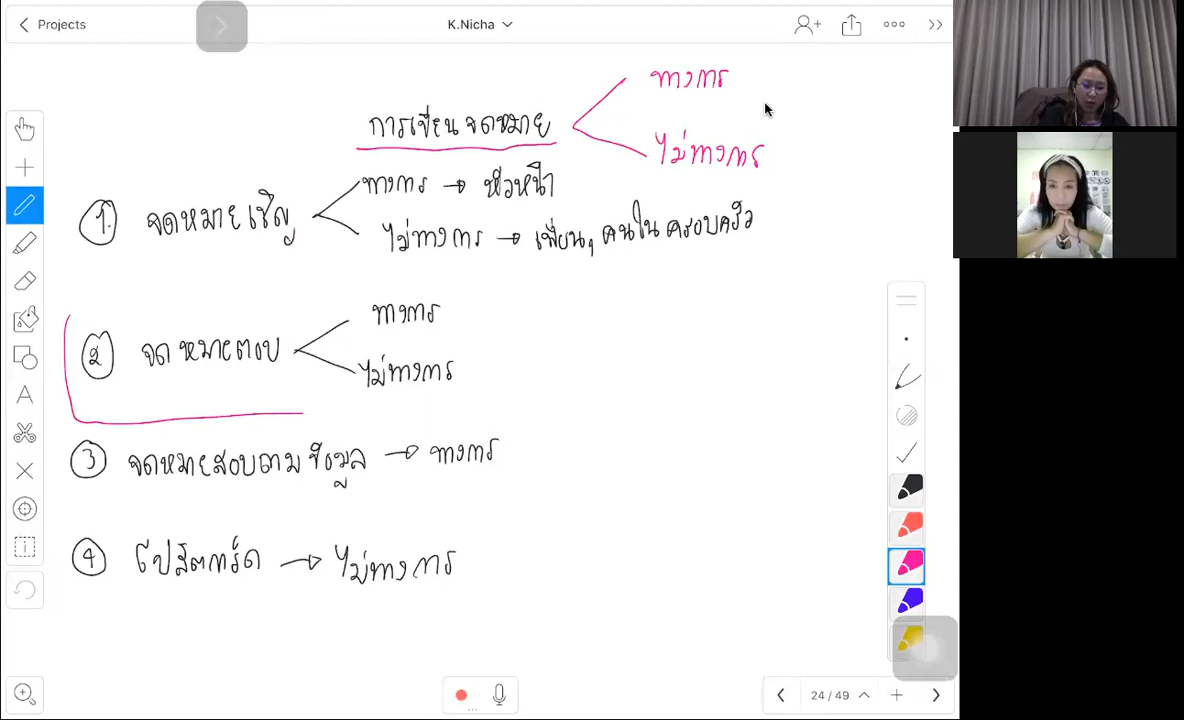 Projects
K.Nicha
การเขียนจดหมาย
ทางการ
ไม่ทางการ
1. จดหมายเชิญ
ทางการ → หัวหน้า
ไม่ทางการ → เพื่อน, คนในครอบครัว
2 จดหมายตอบ
ทางการ
ไม่ทางการ
3 จดหมายสอบถามข้อมูล → ทางการ
4 โปสการ์ด → ไม่ทางการ
24 / 49